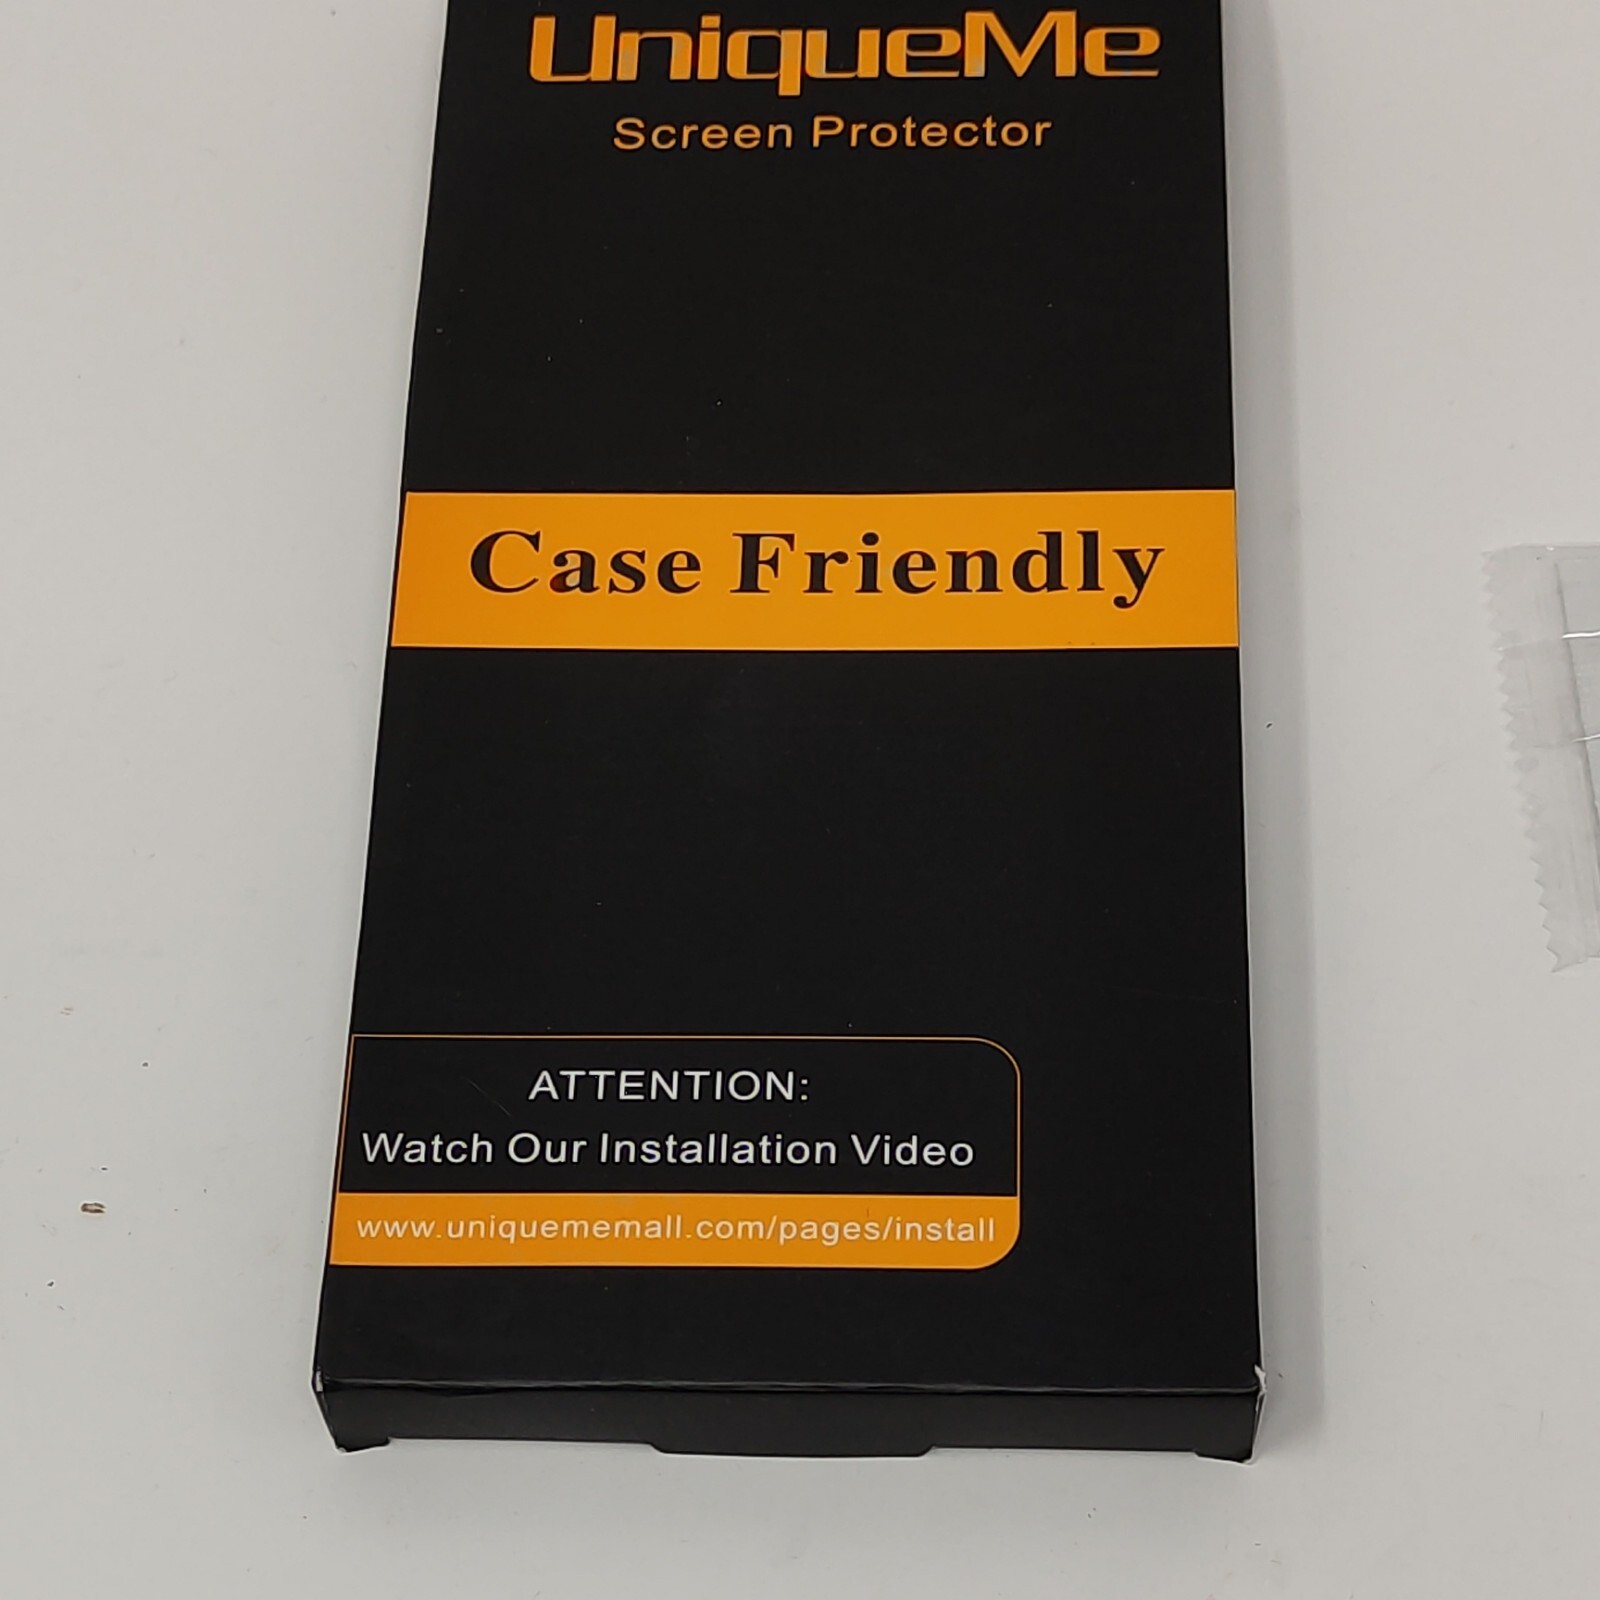 UniqueMe
Screen Protector
Case Friendly
ATTENTION:
Watch Our Installation Video
www.uniquememall.com/pages/install